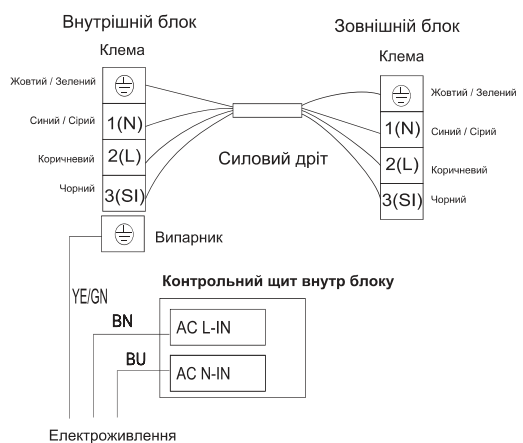 Внутрішній блок
Зовнішній блок
Клема
Клема
Жовтий / Зелений
Жовтий / Зелений
Синий / Сірий
1(N)
1(N)
Синий / Сірий
Коричневий
2(L)
2(L)
Коричневий
Силовий дріт
Чорний
3(SI)
3(SI)
Чорний
Випарник
Контрольний щит внутр блоку
YE/GN
BN
AC L-IN
BU
AC N-IN
Електроживлення